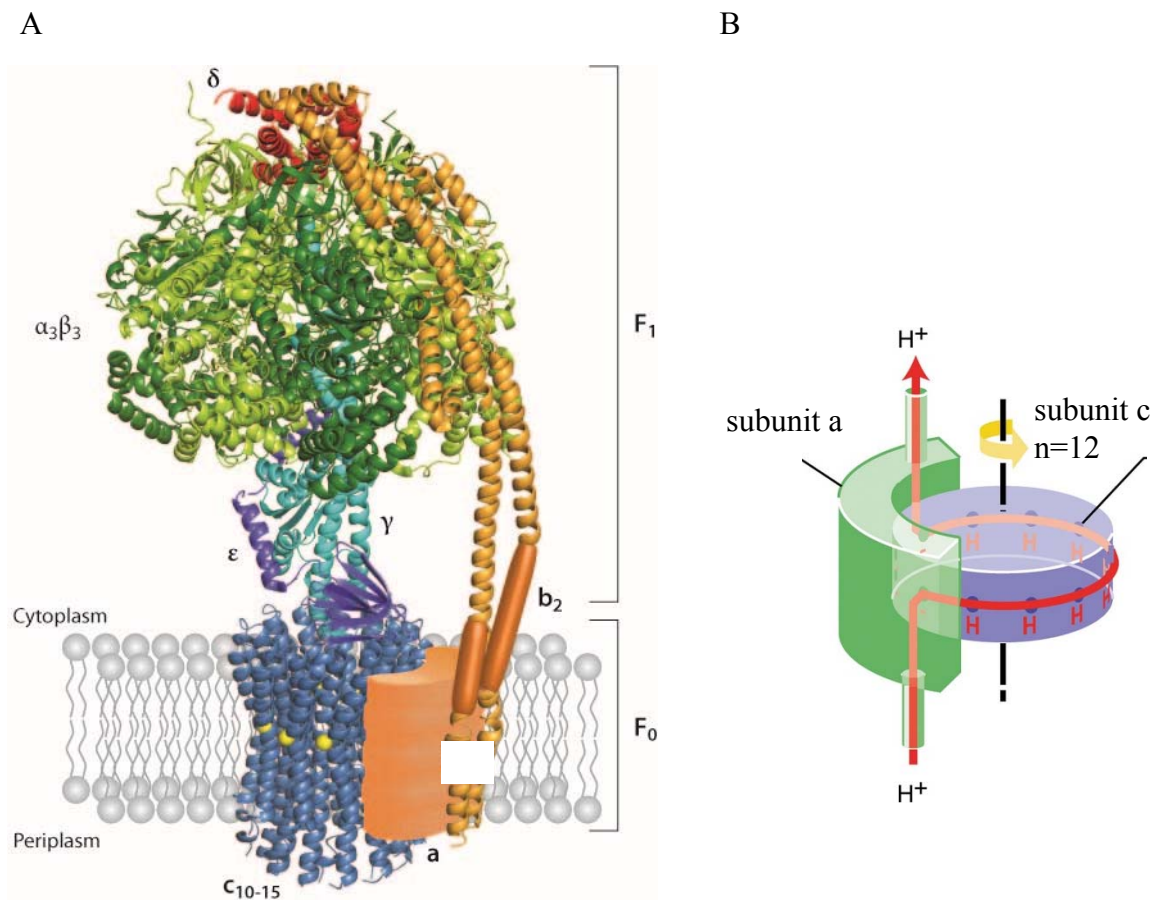 A
δ
α₃β₃
F₁
ε
γ
b₂
Cytoplasm
F₀
Periplasm
a
c₁₀₋₁₅
B
H⁺
subunit a
subunit c
n=12
H H H H H
H H H H
H⁺